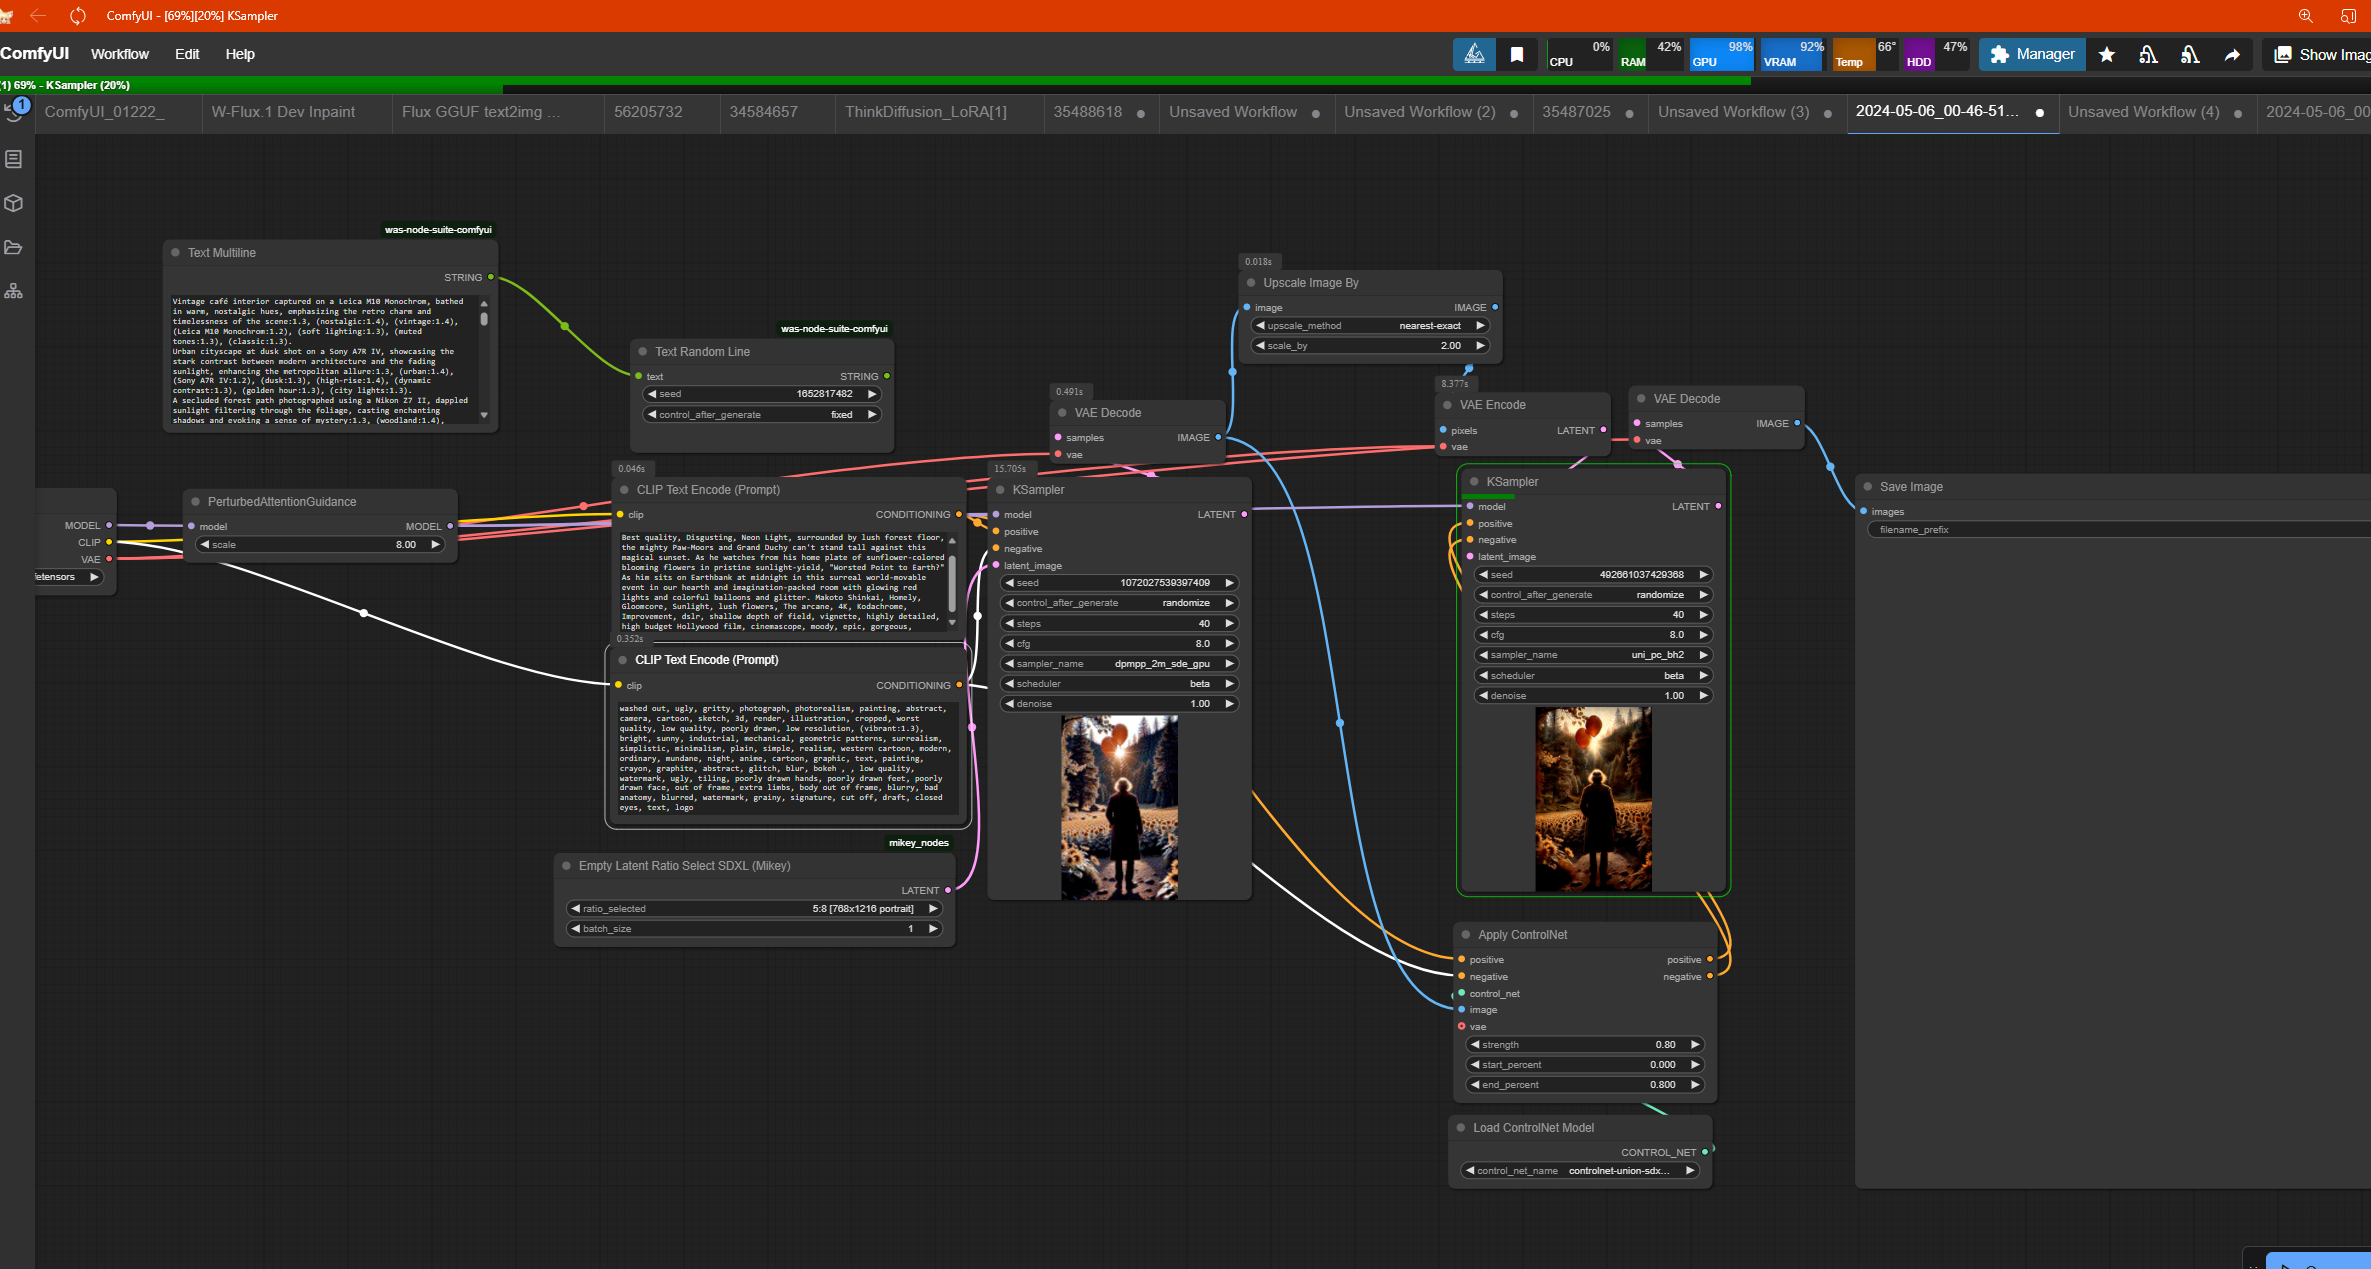 ComfyUI - [69%][20%] KSampler
ComfyUI Workflow Edit Help
CPU 0% RAM 42% GPU 98% VRAM 92% Temp 66° HDD 47% Manager Show Imag
(1) 69% - KSampler (20%)
1
ComfyUI_01222_ W-Flux.1 Dev Inpaint Flux GGUF text2img ... 56205732 34584657 ThinkDiffusion_LoRA[1] 35488618 Unsaved Workflow Unsaved Workflow (2) 35487025 Unsaved Workflow (3) 2024-05-06_00-46-51... Unsaved Workflow (4) 2024-05-06_00
was-node-suite-comfyui
Text Multiline
STRING
Vintage café interior captured on a Leica M10 Monochrom, bathed
in warm, nostalgic hues, emphasizing the retro charm and
timelessness of the scene:1.3, (nostalgic:1.4), (vintage:1.4),
(Leica M10 Monochrom:1.2), (soft lighting:1.3), (muted
tones:1.3), (classic:1.3).
Urban cityscape at dusk shot on a Sony A7R IV, showcasing the
stark contrast between modern architecture and the fading
sunlight, enhancing the metropolitan allure:1.3, (urban:1.4),
(Sony A7R IV:1.2), (dusk:1.3), (high-rise:1.4), (dynamic
contrast:1.3), (golden hour:1.3), (city lights:1.3).
A secluded forest path photographed using a Nikon Z7 II, dappled
sunlight filtering through the foliage, casting enchanting
shadows and evoking a sense of mystery:1.3, (woodland:1.4),
was-node-suite-comfyui
Text Random Line
text STRING
seed 1652817482
control_after_generate fixed
MODEL
CLIP
VAE
fetensors
PerturbedAttentionGuidance
model MODEL
scale 8.00
0.046s
CLIP Text Encode (Prompt)
clip CONDITIONING
Best quality, Disgusting, Neon Light, surrounded by lush forest floor,
the mighty Paw-Moors and Grand Duchy can't stand tall against this
magical sunset. As he watches from his home plate of sunflower-colored
blooming flowers in pristine sunflower-yield, "Worsted Point to Earth?"
As him sits on Earthbank at midnight in this surreal world-movable
event in our hearth and imagination-packed room with glowing red
lights and colorful balloons and glitter. Makoto Shinkai, Homely,
Gloomcore, Sunlight, lush flowers, The arcane, 4K, Kodachrome,
Improvement, dslr, shallow depth of field, vignette, highly detailed,
high budget Hollywood film, cinemascope, moody, epic, gorgeous,
0.352s
CLIP Text Encode (Prompt)
clip CONDITIONING
washed out, ugly, gritty, photograph, photorealism, painting, abstract,
camera, cartoon, sketch, 3d, render, illustration, cropped, worst
quality, low quality, poorly drawn, low resolution, (vibrant:1.3),
bright, sunny, industrial, mechanical, geometric patterns, surrealism,
simplistic, minimalism, plain, simple, realism, western cartoon, modern,
ordinary, mundane, night, anime, cartoon, graphic, text, painting,
crayon, graphite, abstract, glitch, blur, bokeh , , low quality,
watermark, ugly, tiling, poorly drawn hands, poorly drawn feet, poorly
drawn face, out of frame, extra limbs, body out of frame, blurry, bad
anatomy, blurred, watermark, grainy, signature, cut off, draft, closed
eyes, text, logo
mikey_nodes
Empty Latent Ratio Select SDXL (Mikey)
LATENT
ratio_selected 5:8 [768x1216 portrait]
batch_size 1
0.491s
VAE Decode
samples IMAGE
vae
15.705s
KSampler
model LATENT
positive
negative
latent_image
seed 1072027539397409
control_after_generate randomize
steps 40
cfg 8.0
sampler_name dpmpp_2m_sde_gpu
scheduler beta
denoise 1.00
0.018s
Upscale Image By
image IMAGE
upscale_method nearest-exact
scale_by 2.00
8.377s
VAE Encode
pixels LATENT
vae
VAE Decode
samples IMAGE
vae
KSampler
model LATENT
positive
negative
latent_image
seed 492661037429368
control_after_generate randomize
steps 40
cfg 8.0
sampler_name uni_pc_bh2
scheduler beta
denoise 1.00
Apply ControlNet
positive positive
negative negative
control_net
image
vae
strength 0.80
start_percent 0.000
end_percent 0.800
Load ControlNet Model
CONTROL_NET
control_net_name controlnet-union-sdx...
Save Image
images
filename_prefix